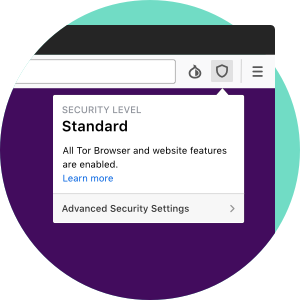 SECURITY LEVEL
Standard
All Tor Browser and website features
are enabled.
Learn more
Advanced Security Settings